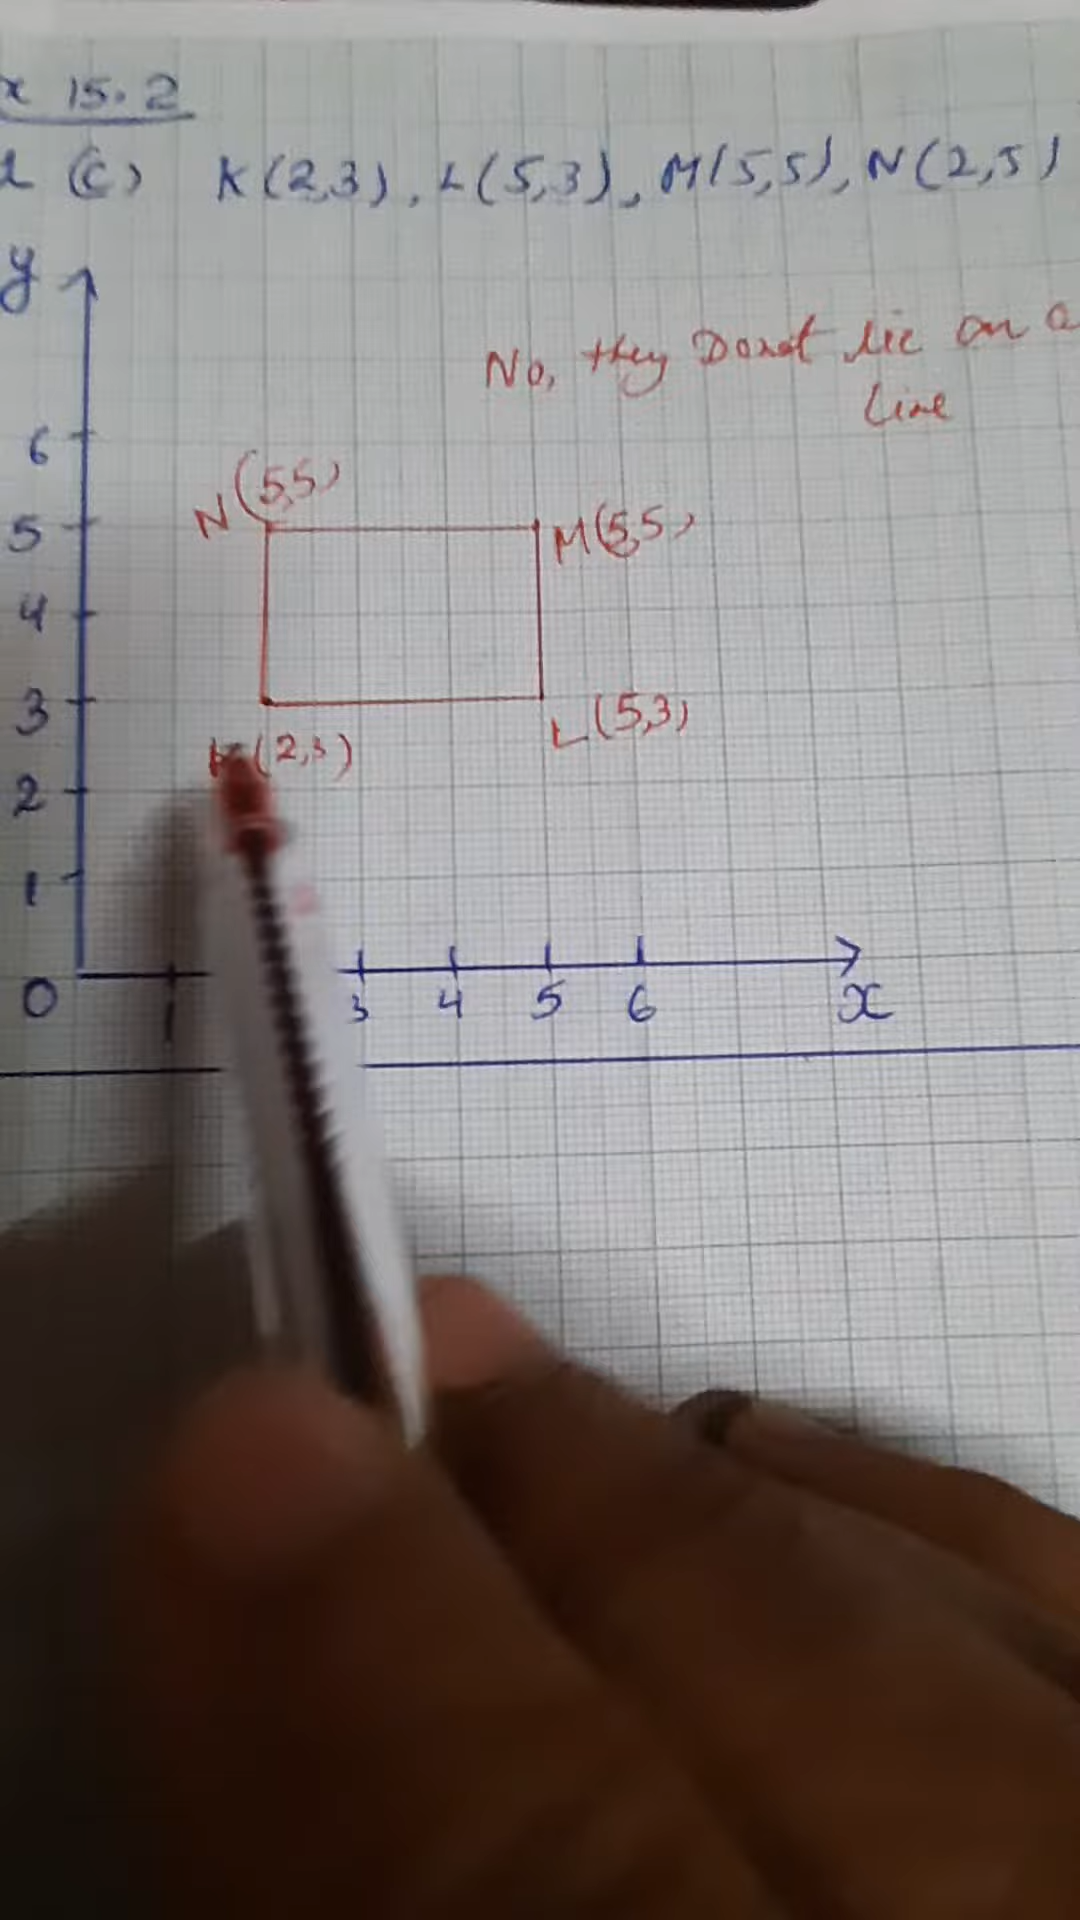 x 15.2
1 (c) K(2,3), L(5,3), M(5,5), N(2,5)
y
No, they Donot lie on a
Line
6
N(5,5)
5
M(5,5)
4
3
L(5,3)
K(2,3)
2
1
0
1 3 4 5 6 x